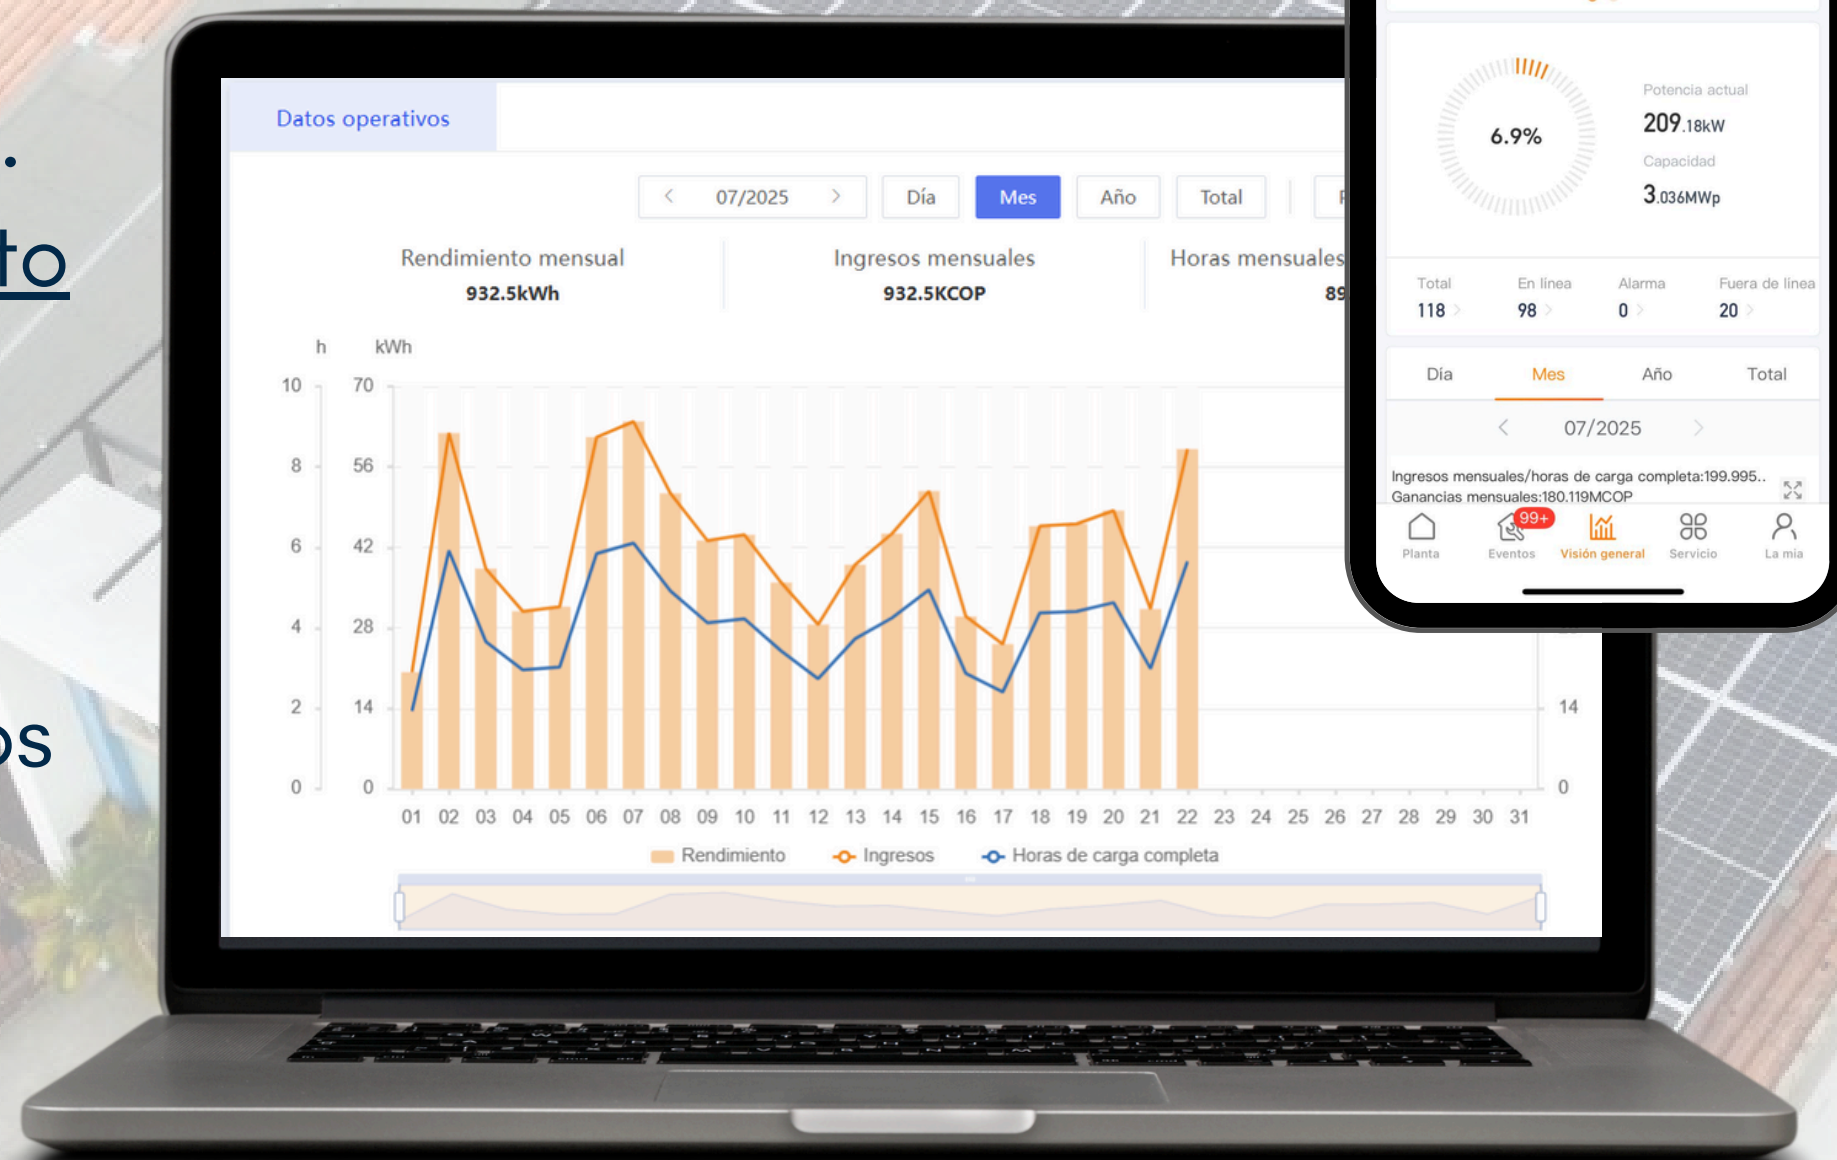 to
os
Datos operativos
07/2025
Día
Mes
Año
Total
Rendimiento mensual
932.5kWh
Ingresos mensuales
932.5KCOP
Horas mensuales
89
h
kWh
10 70
8 56
6 42
4 28
2 14
0 0
14
0
01 02 03 04 05 06 07 08 09 10 11 12 13 14 15 16 17 18 19 20 21 22 23 24 25 26 27 28 29 30 31
Rendimiento Ingresos Horas de carga completa
6.9%
Potencia actual
209.18kW
Capacidad
3.036MWp
Total En línea Alarma Fuera de línea
118 98 0 20
Día Mes Año Total
07/2025
Ingresos mensuales/horas de carga completa:199.995..
Ganancias mensuales:180.119MCOP
99+
Planta Eventos Visión general Servicio La mia